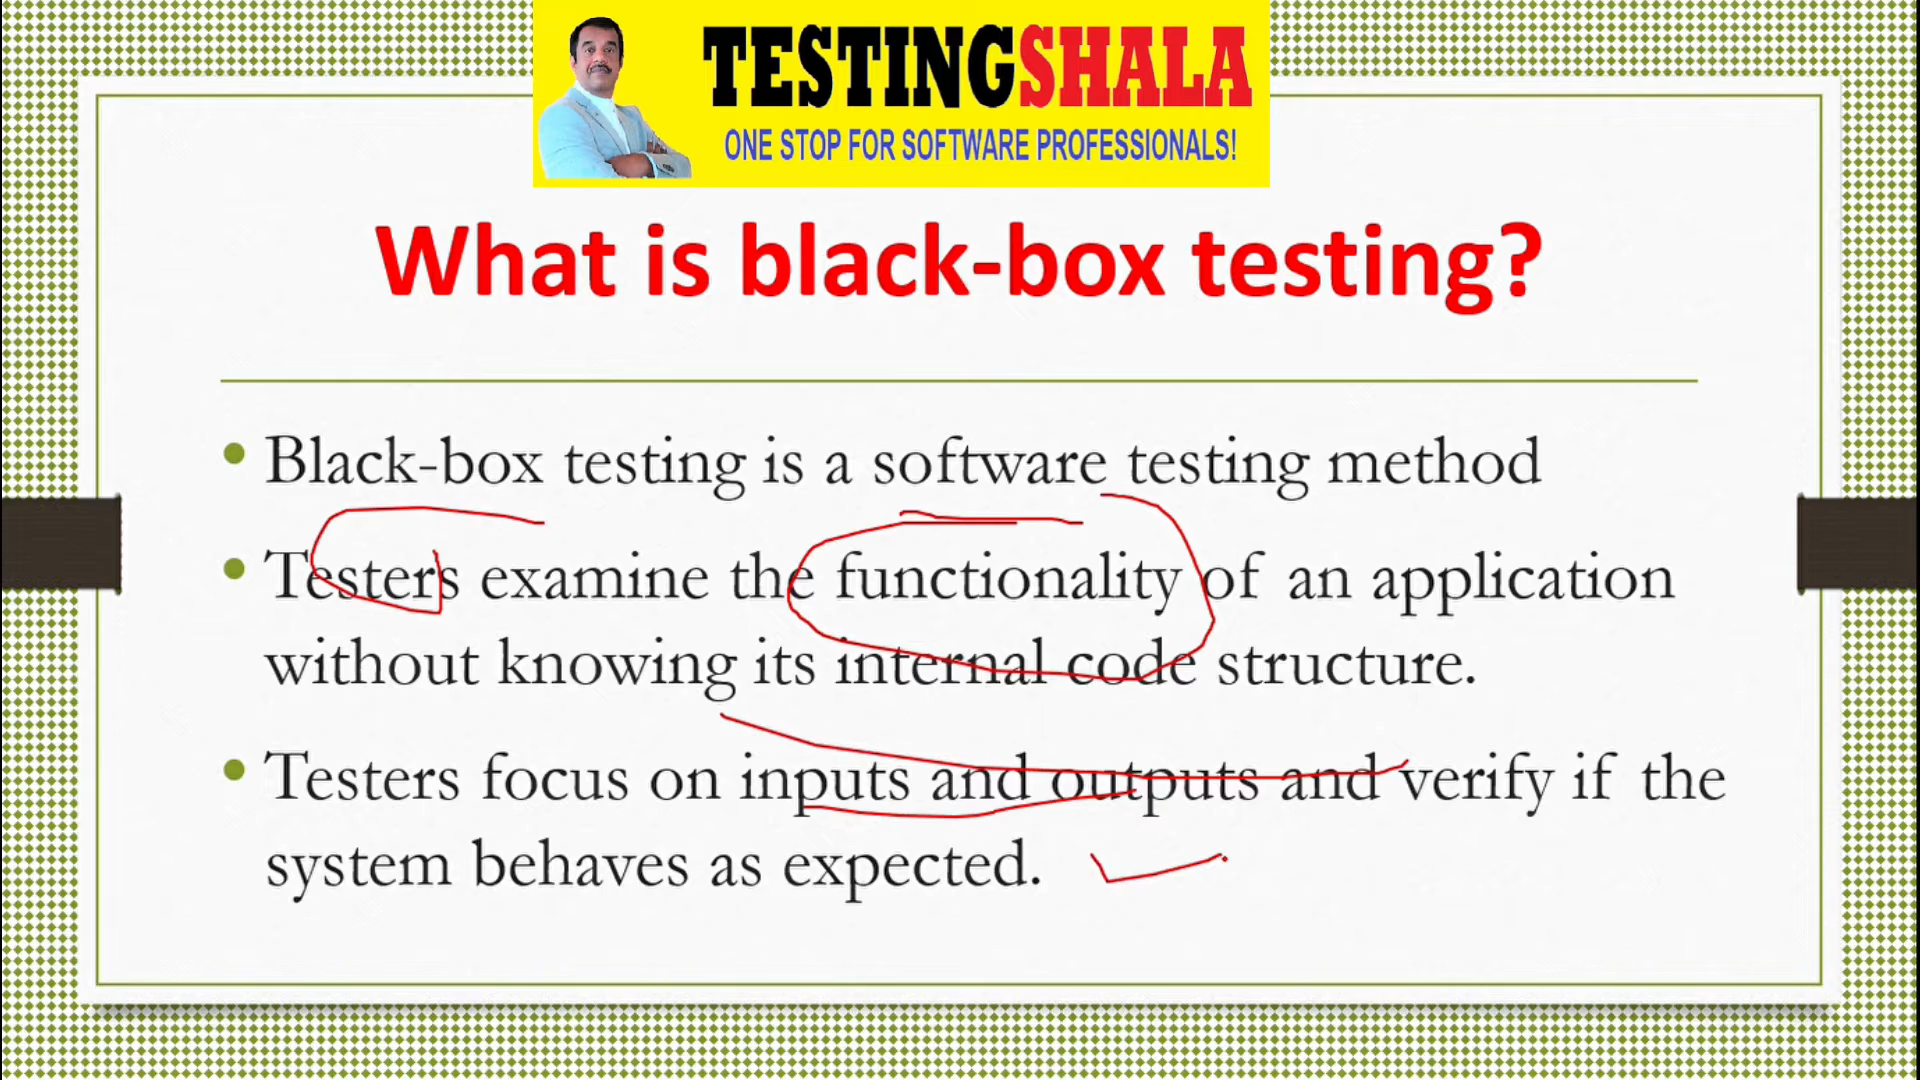 TESTINGSHALA
ONE STOP FOR SOFTWARE PROFESSIONALS!
What is black-box testing?
Black-box testing is a software testing method
Testers examine the functionality of an application
without knowing its internal code structure.
Testers focus on inputs and outputs and verify if the
system behaves as expected.